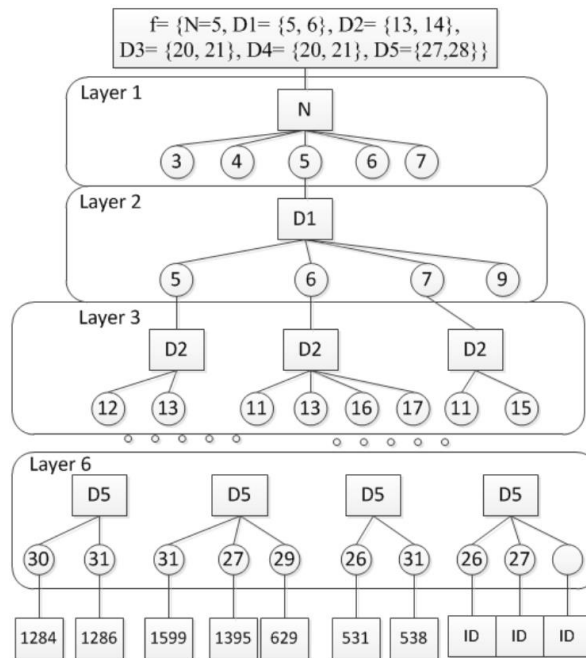 f= {N=5, D1= {5, 6}, D2= {13, 14},
D3= {20, 21}, D4= {20, 21}, D5={27,28}}
Layer 1
N
3 4 5 6 7
Layer 2
D1
5 6 7 9
Layer 3
D2 D2 D2
12 13 11 13 16 17 11 15
Layer 6
D5 D5 D5 D5
30 31 31 27 29 26 31 26 27
1284 1286 1599 1395 629 531 538 ID ID ID